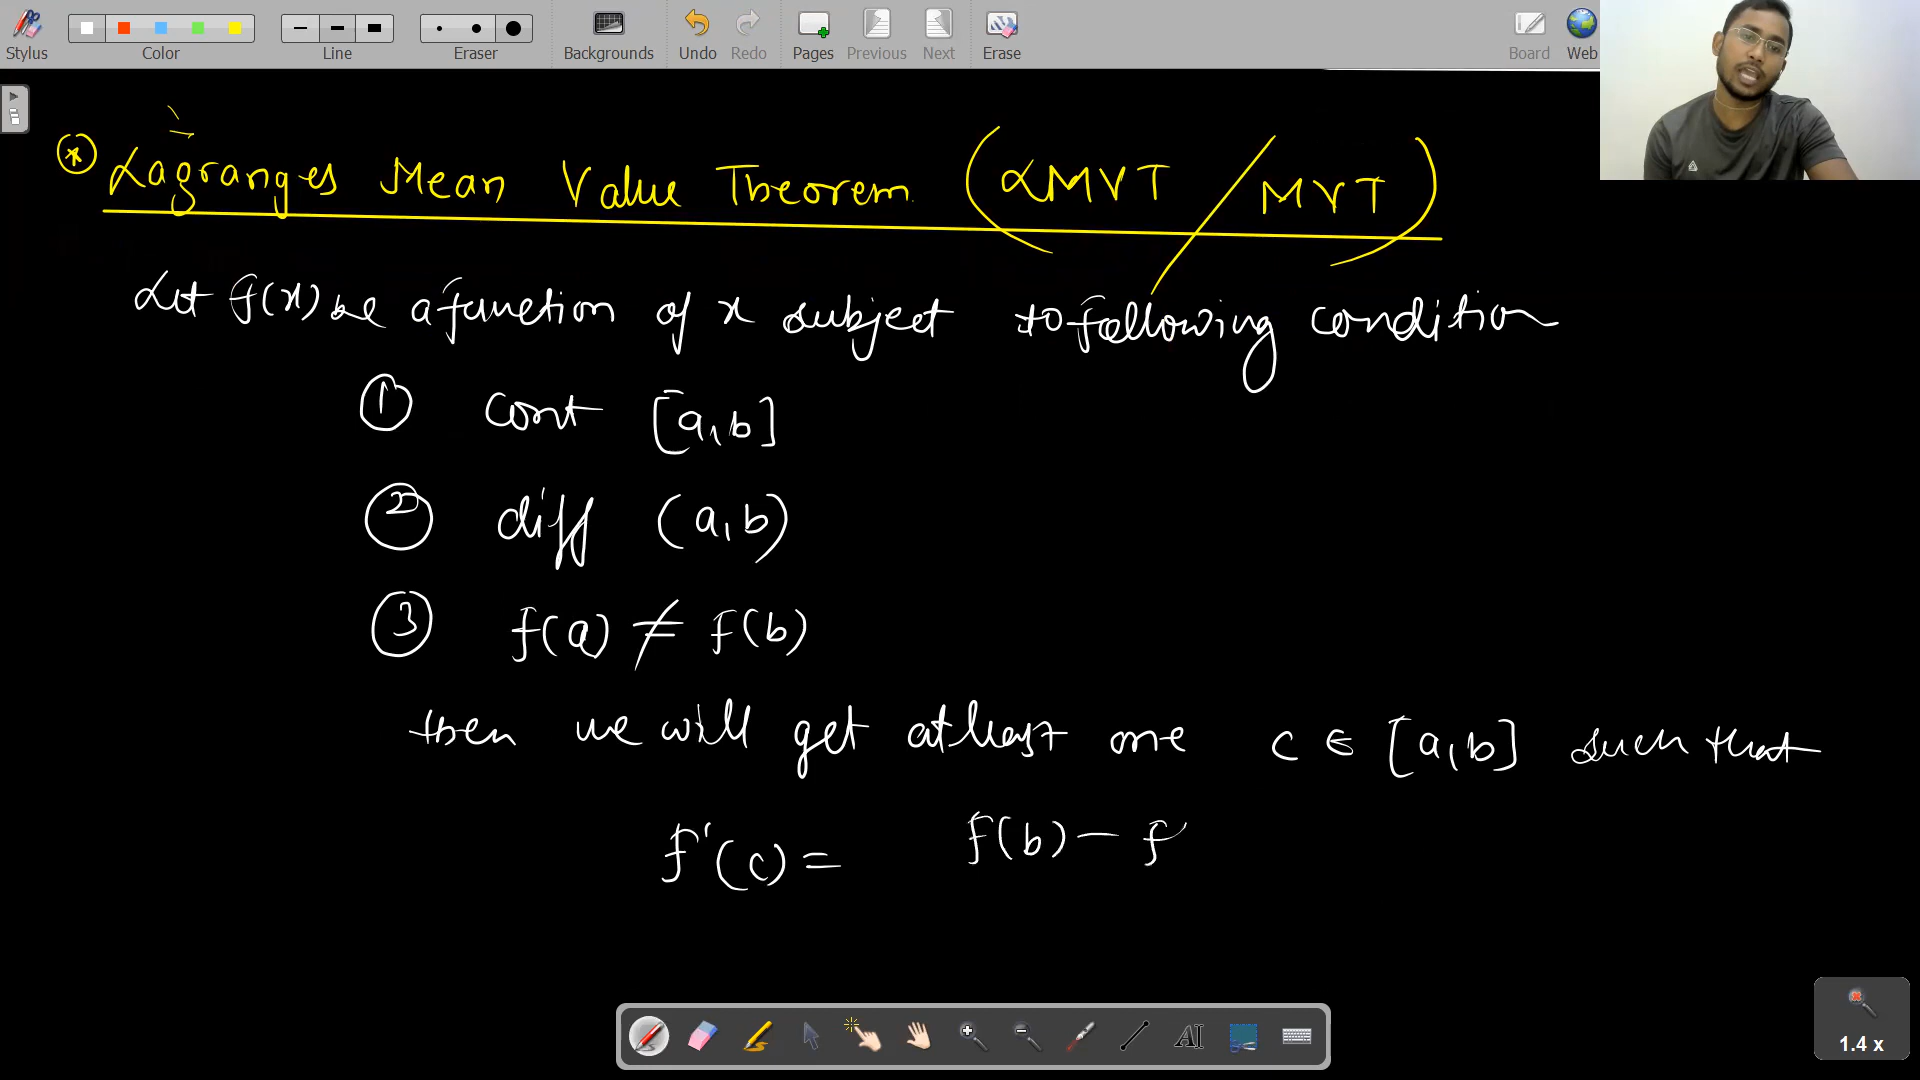 Stylus
Color
Line
Eraser
Backgrounds
Undo
Redo
Pages
Previous
Next
Erase
Board
Web
* Lagranges Mean Value Theorem (LMVT / MVT)
Let f(x) be a function of x subject to following condition
① cont [a,b]
② diff (a,b)
③ f(a) ≠ f(b)
then we will get atleast one c ∈ [a,b] such that
f'(c) = f(b) - f
1.4 x